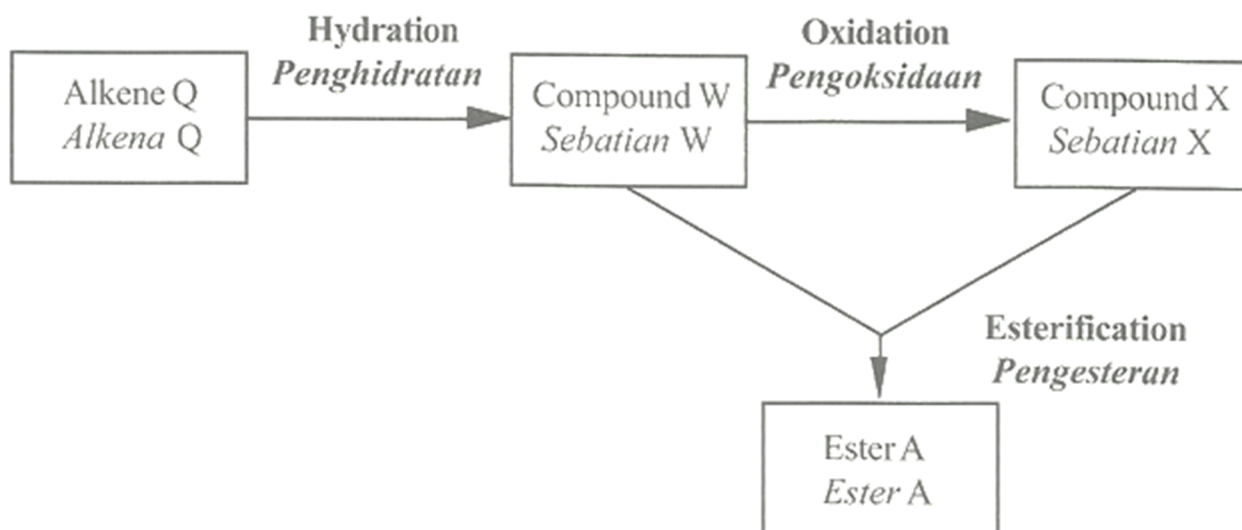 Hydration
Penghidratan
Oxidation
Pengoksidaan
Alkene Q
Alkena Q
Compound W
Sebatian W
Compound X
Sebatian X
Esterification
Pengesteran
Ester A
Ester A